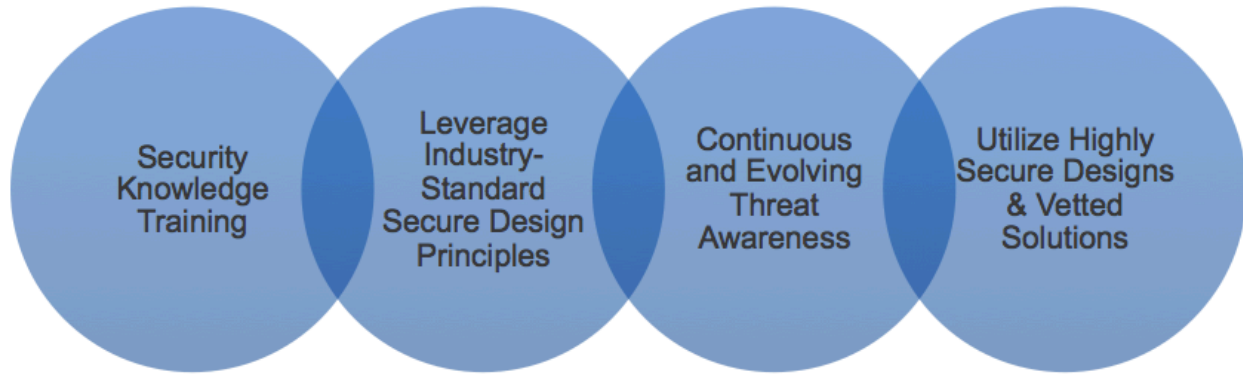 Security
Knowledge
Training
Leverage
Industry-
Standard
Secure Design
Principles
Continuous
and Evolving
Threat
Awareness
Utilize Highly
Secure Designs
& Vetted
Solutions